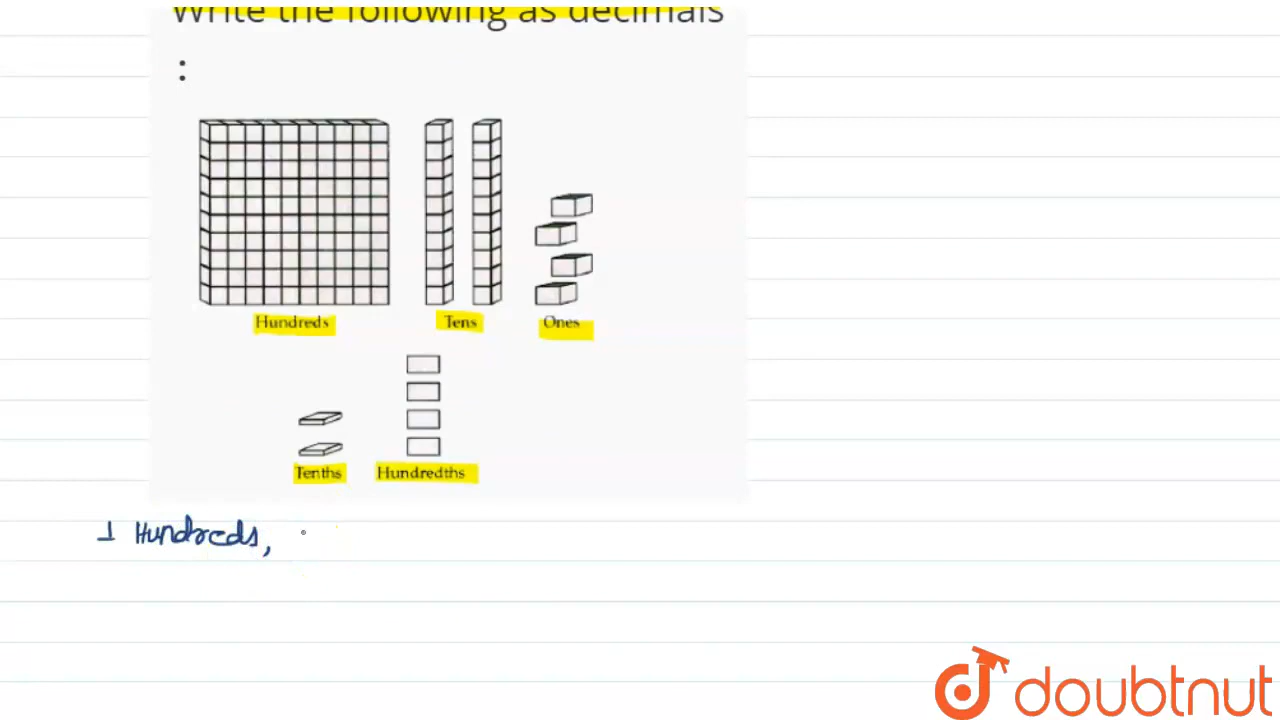 Write the following as decimals
:
Hundreds Tens Ones
Tenths Hundredths
1 Hundreds,
doubtnut